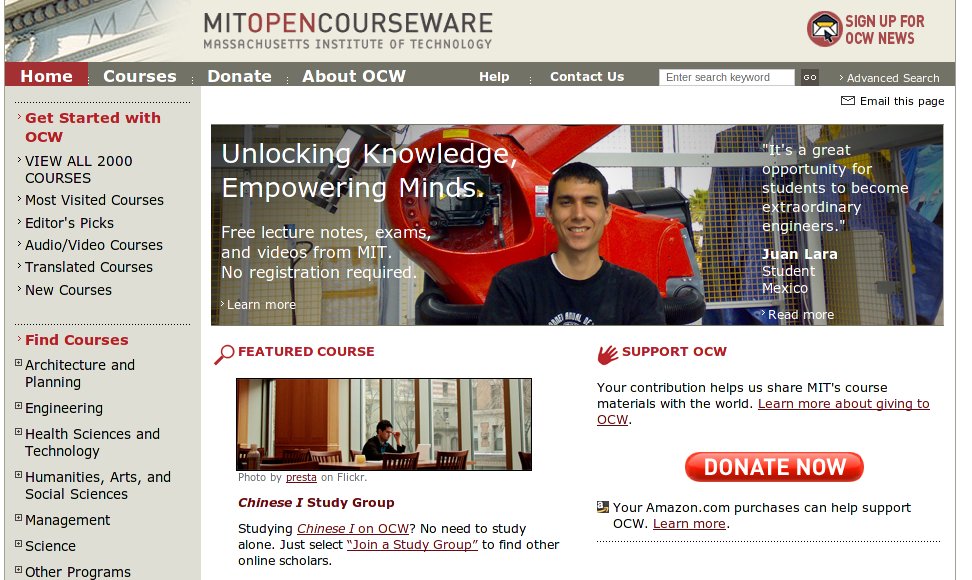 MITOPENCOURSEWARE
MASSACHUSETTS INSTITUTE OF TECHNOLOGY
SIGN UP FOR
OCW NEWS
Home
Courses
Donate
About OCW
Help
Contact Us
Enter search keyword
GO
Advanced Search
Email this page
Get Started with
OCW
VIEW ALL 2000
COURSES
Most Visited Courses
Editor's Picks
Audio/Video Courses
Translated Courses
New Courses
Find Courses
Architecture and
Planning
Engineering
Health Sciences and
Technology
Humanities, Arts, and
Social Sciences
Management
Science
Other Programs
Unlocking Knowledge,
Empowering Minds.
Free lecture notes, exams,
and videos from MIT.
No registration required.
Learn more
"It's a great
opportunity for
students to become
extraordinary
engineers."
Juan Lara
Student
Mexico
Read more
FEATURED COURSE
Photo by presta on Flickr.
Chinese I Study Group
Studying Chinese I on OCW? No need to study
alone. Just select “Join a Study Group” to find other
online scholars.
SUPPORT OCW
Your contribution helps us share MIT's course
materials with the world. Learn more about giving to
OCW.
DONATE NOW
Your Amazon.com purchases can help support
OCW. Learn more.